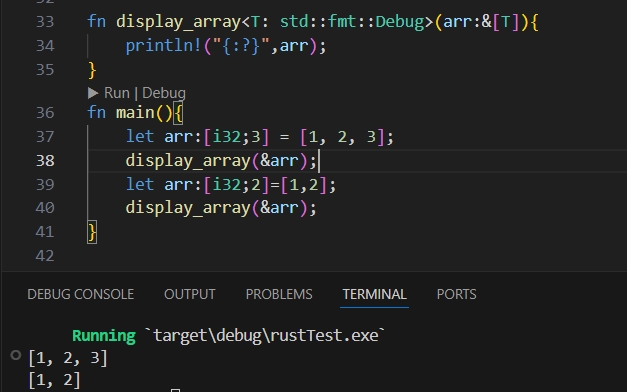 33 fn display_array<T: std::fmt::Debug>(arr:&[T]){
34     println!("{:?}",arr);
35 }
Run | Debug
36 fn main(){
37     let arr:[i32;3] = [1, 2, 3];
38     display_array(&arr);
39     let arr:[i32;2]=[1,2];
40     display_array(&arr);
41 }
42
DEBUG CONSOLE OUTPUT PROBLEMS TERMINAL PORTS
Running `target\debug\rustTest.exe`
[1, 2, 3]
[1, 2]